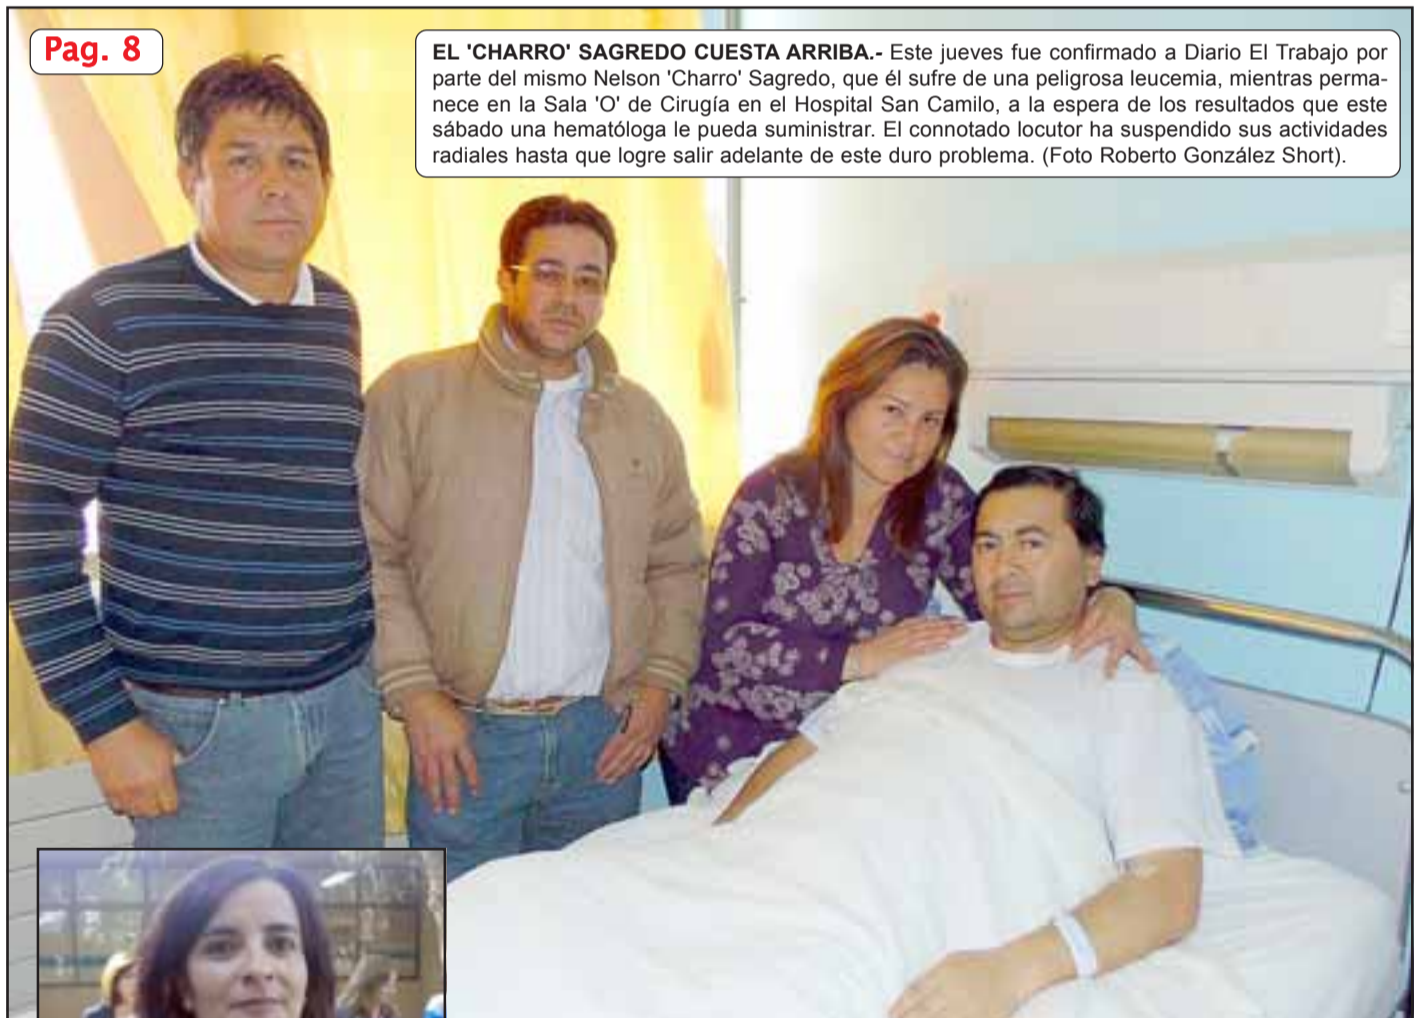 Pag. 8
EL 'CHARRO' SAGREDO CUESTA ARRIBA.- Este jueves fue confirmado a Diario El Trabajo por
parte del mismo Nelson 'Charro' Sagredo, que él sufre de una peligrosa leucemia, mientras perma-
nece en la Sala 'O' de Cirugía en el Hospital San Camilo, a la espera de los resultados que este
sábado una hematóloga le pueda suministrar. El connotado locutor ha suspendido sus actividades
radiales hasta que logre salir adelante de este duro problema. (Foto Roberto González Short).